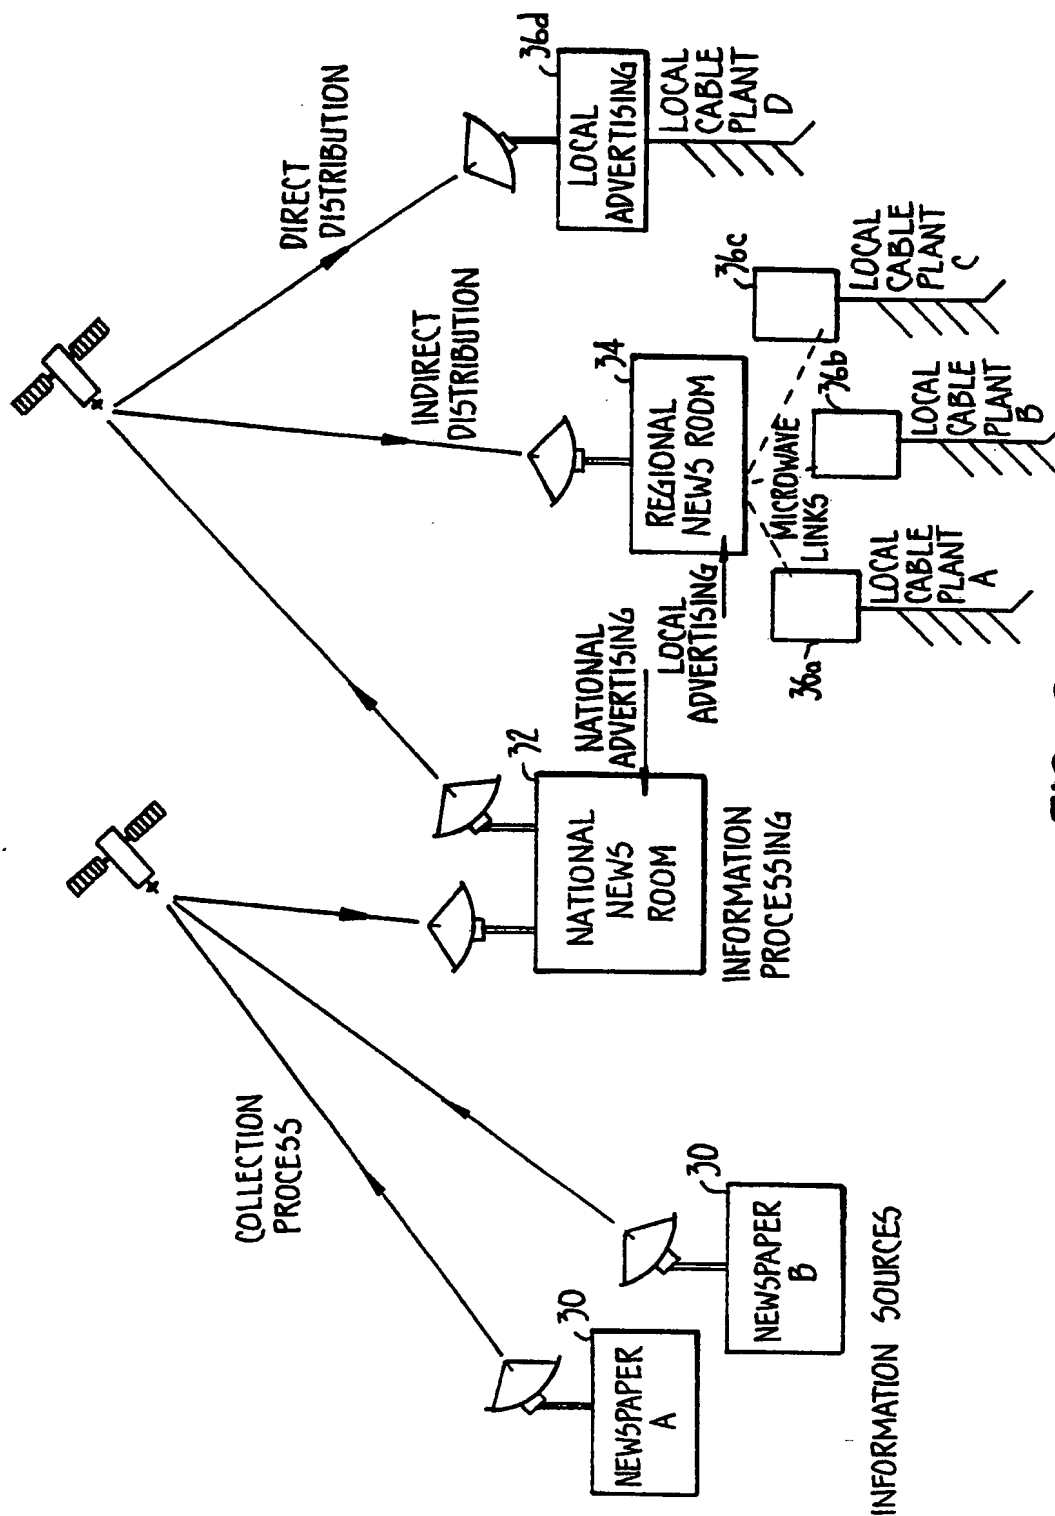 COLLECTION
PROCESS
DIRECT
DISTRIBUTION
INDIRECT
DISTRIBUTION
NEWSPAPER
A
30
NEWSPAPER
B
30
INFORMATION SOURCES
NATIONAL
NEWS
ROOM
32
INFORMATION
PROCESSING
NATIONAL
ADVERTISING
LOCAL
ADVERTISING
REGIONAL
NEWS ROOM
34
MICROWAVE
LINKS
36a
LOCAL
CABLE
PLANT
A
36b
LOCAL
CABLE
PLANT
B
36c
LOCAL
CABLE
PLANT
C
LOCAL
ADVERTISING
36d
LOCAL
CABLE
PLANT
D